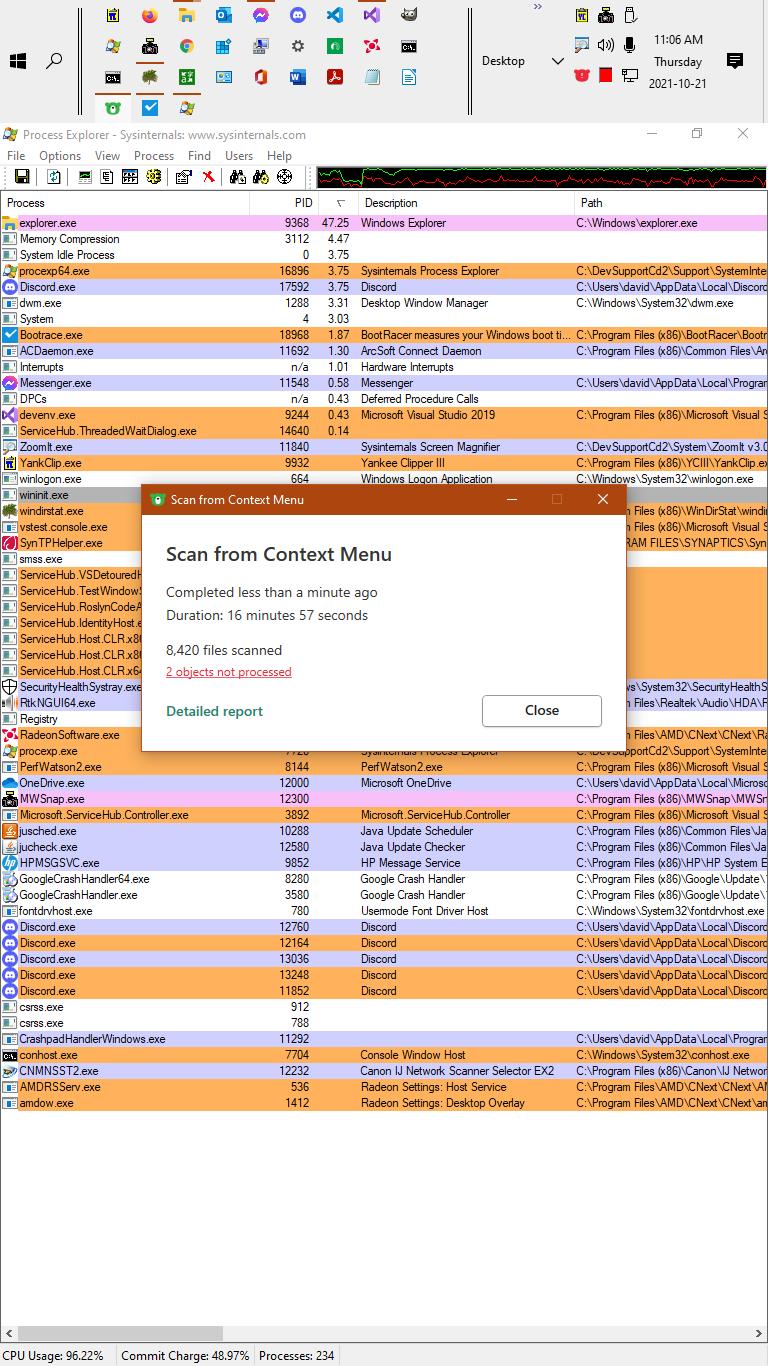 Desktop
11:06 AM
Thursday
2021-10-21
Process Explorer - Sysinternals: www.sysinternals.com
File Options View Process Find Users Help
Process PID Description Path
explorer.exe 9368 47.25 Windows Explorer C:\Windows\explorer.exe
Memory Compression 3112 4.47
System Idle Process 0 3.75
procexp64.exe 16896 3.75 Sysinternals Process Explorer C:\DevSupportCd2\Support\SystemInte
Discord.exe 17592 3.75 Discord C:\Users\david\AppData\Local\Discord
dwm.exe 1288 3.31 Desktop Window Manager C:\Windows\System32\dwm.exe
System 4 3.03
Bootrace.exe 18968 1.87 BootRacer measures your Windows boot ti... C:\Program Files (x86)\BootRacer\Bootr
ACDaemon.exe 11692 1.30 ArcSoft Connect Daemon C:\Program Files (x86)\Common Files\Ar
Interrupts n/a 1.01 Hardware Interrupts
Messenger.exe 11548 0.58 Messenger C:\Users\david\AppData\Local\Program
DPCs n/a 0.43 Deferred Procedure Calls
devenv.exe 9244 0.43 Microsoft Visual Studio 2019 C:\Program Files (x86)\Microsoft Visual S
ServiceHub.ThreadedWaitDialog.exe 14640 0.14
ZoomIt.exe 11840 Sysinternals Screen Magnifier C:\DevSupportCd2\System\ZoomIt v3.0
YankClip.exe 9932 Yankee Clipper III C:\Program Files (x86)\YCIII\YankClip.ex
winlogon.exe 664 Windows Logon Application C:\Windows\System32\winlogon.exe
wininit.exe
windirstat.exe Files (x86)\WinDirStat\windir
vstest.console.exe Files (x86)\Microsoft Visual S
SynTPHelper.exe RAM FILES\SYNAPTICS\Syn
smss.exe
ServiceHub.VSDetouredH
ServiceHub.TestWindowS
ServiceHub.RoslynCodeA
ServiceHub.IdentityHost.e
ServiceHub.Host.CLR.x86
ServiceHub.Host.CLR.x86
ServiceHub.Host.CLR.x64
SecurityHealthSystray.exe ws\System32\SecurityHealthS
RtkNGUI64.exe Files\Realtek\Audio\HDA\R
Registry
RadeonSoftware.exe Files\AMD\CNext\CNext\Ra
procexp.exe 7728 Sysinternals Process Explorer C:\DevSupportCd2\Support\SystemInte
PerfWatson2.exe 8144 PerfWatson2.exe C:\Program Files (x86)\Microsoft Visual S
OneDrive.exe 12000 Microsoft OneDrive C:\Users\david\AppData\Local\Microso
MWSnap.exe 12300 C:\Program Files (x86)\MWSnap\MWSn
Microsoft.ServiceHub.Controller.exe 3892 Microsoft.ServiceHub.Controller C:\Program Files (x86)\Microsoft Visual S
jusched.exe 10288 Java Update Scheduler C:\Program Files (x86)\Common Files\Ja
jucheck.exe 12580 Java Update Checker C:\Program Files (x86)\Common Files\Ja
HPMSGSVC.exe 9852 HP Message Service C:\Program Files (x86)\HP\HP System E
GoogleCrashHandler64.exe 8280 Google Crash Handler C:\Program Files (x86)\Google\Update\1
GoogleCrashHandler.exe 3580 Google Crash Handler C:\Program Files (x86)\Google\Update\1
fontdrvhost.exe 780 Usermode Font Driver Host C:\Windows\System32\fontdrvhost.exe
Discord.exe 12760 Discord C:\Users\david\AppData\Local\Discord
Discord.exe 12164 Discord C:\Users\david\AppData\Local\Discord
Discord.exe 13036 Discord C:\Users\david\AppData\Local\Discord
Discord.exe 13248 Discord C:\Users\david\AppData\Local\Discord
Discord.exe 11852 Discord C:\Users\david\AppData\Local\Discord
csrss.exe 912
csrss.exe 788
CrashpadHandlerWindows.exe 11292 C:\Users\david\AppData\Local\Program
conhost.exe 7704 Console Window Host C:\Windows\System32\conhost.exe
CNMNSST2.exe 12232 Canon IJ Network Scanner Selector EX2 C:\Program Files (x86)\Canon\IJ Networ
AMDRSServ.exe 536 Radeon Settings: Host Service C:\Program Files\AMD\CNext\CNext\AM
amdow.exe 1412 Radeon Settings: Desktop Overlay C:\Program Files\AMD\CNext\CNext\am
Scan from Context Menu
Scan from Context Menu
Completed less than a minute ago
Duration: 16 minutes 57 seconds
8,420 files scanned
2 objects not processed
Detailed report
Close
CPU Usage: 96.22% Commit Charge: 48.97% Processes: 234